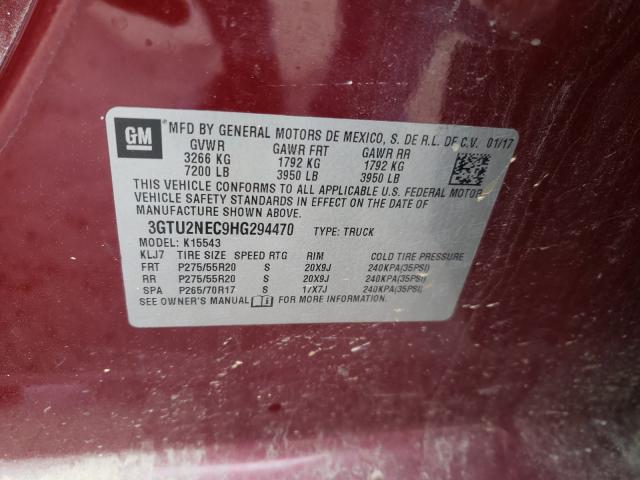 GM
*MFD BY GENERAL MOTORS DE MEXICO, S. DE R.L. DE C.V. 01/17
GVWR GAWR FRT GAWR RR
3266 KG 1792 KG 1792 KG
7200 LB 3950 LB 3950 LB
THIS VEHICLE CONFORMS TO ALL APPLICABLE U.S. FEDERAL MOTOR
VEHICLE SAFETY STANDARDS IN EFFECT ON THE DATE OF
MANUFACTURE SHOWN ABOVE.
3GTU2NEC9HG294470 TYPE: TRUCK
MODEL: K15543
KLJ7 TIRE SIZE SPEED RTG RIM COLD TIRE PRESSURE
FRT P275/55R20 S 20X9J 240KPA(35PSI)
RR P275/55R20 S 20X9J 240KPA(35PSI)
SPA P265/70R17 S 17X7J 240KPA(35PSI)
SEE OWNER'S MANUAL FOR MORE INFORMATION.